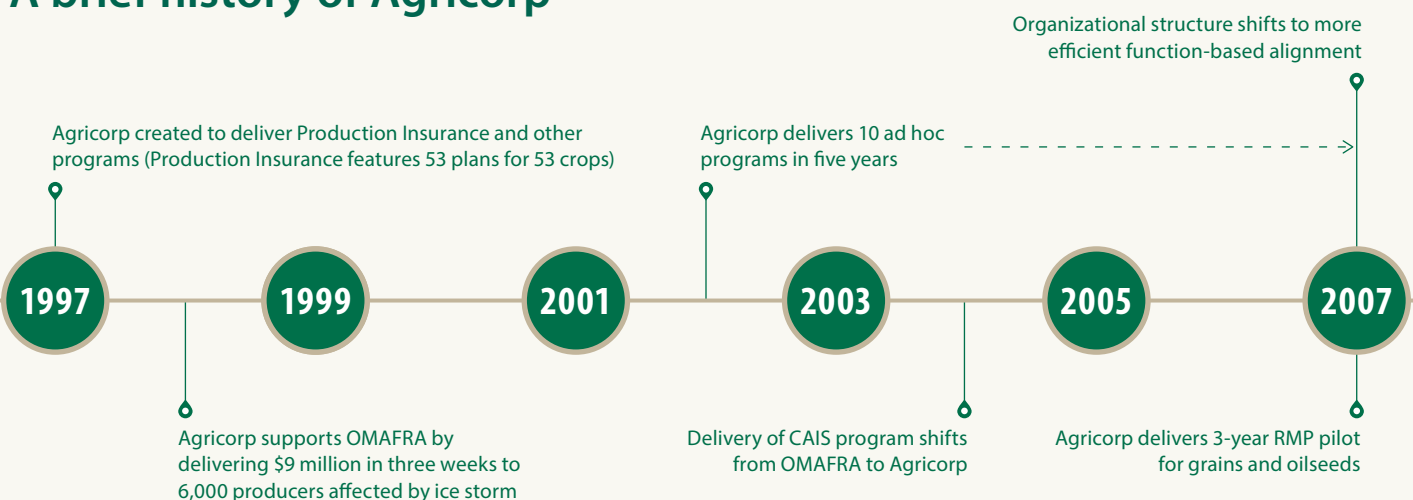 A brief history of Agricorp
Organizational structure shifts to more
efficient function-based alignment
Agricorp created to deliver Production Insurance and other
programs (Production Insurance features 53 plans for 53 crops)
Agricorp delivers 10 ad hoc
programs in five years
1997
1999
2001
2003
2005
2007
Agricorp supports OMAFRA by
delivering $9 million in three weeks to
6,000 producers affected by ice storm
Delivery of CAIS program shifts
from OMAFRA to Agricorp
Agricorp delivers 3-year RMP pilot
for grains and oilseeds